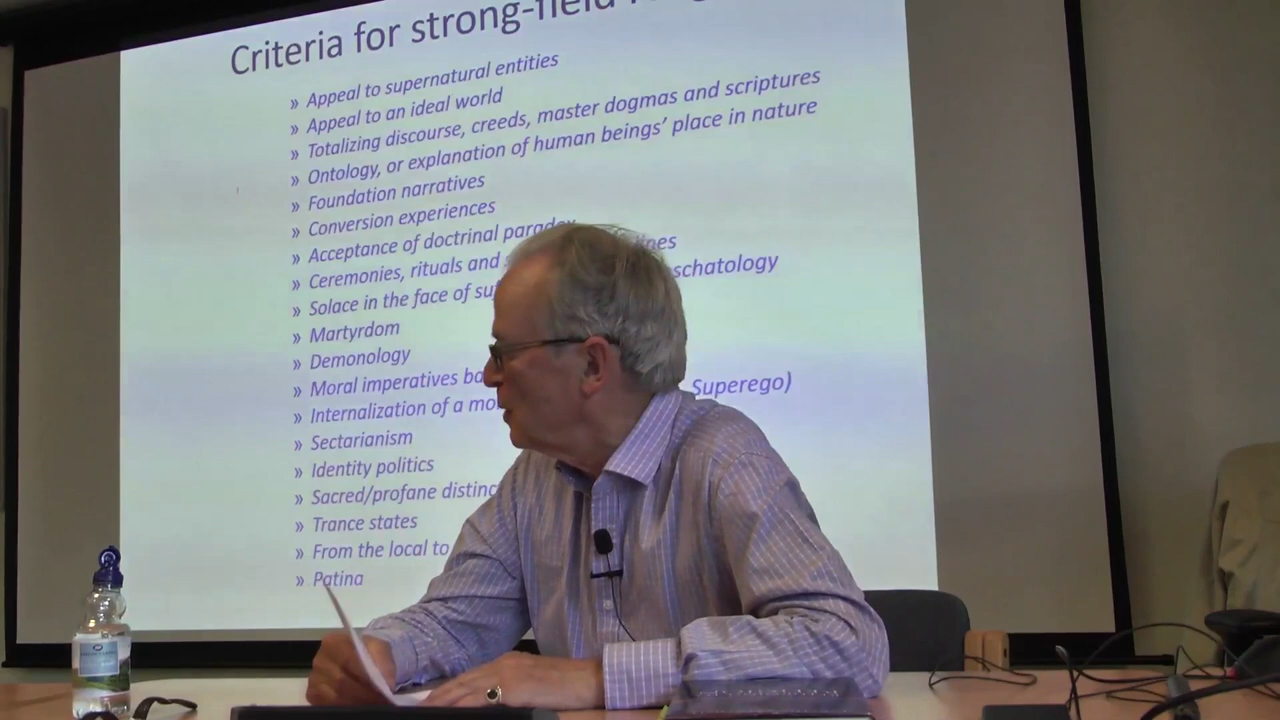 Criteria for strong-field
» Appeal to supernatural entities
» Appeal to an ideal world
» Totalizing discourse, creeds, master dogmas and scriptures
» Ontology, or explanation of human beings' place in nature
» Foundation narratives
» Conversion experiences
» Acceptance of doctrinal paradox
» Ceremonies, rituals and
» Solace in the face of
» Martyrdom
» Demonology
» Moral imperatives
» Internalization of a Superego)
» Sectarianism
» Identity politics
» Sacred/profane
» Trance states
» From the local to
» Patina